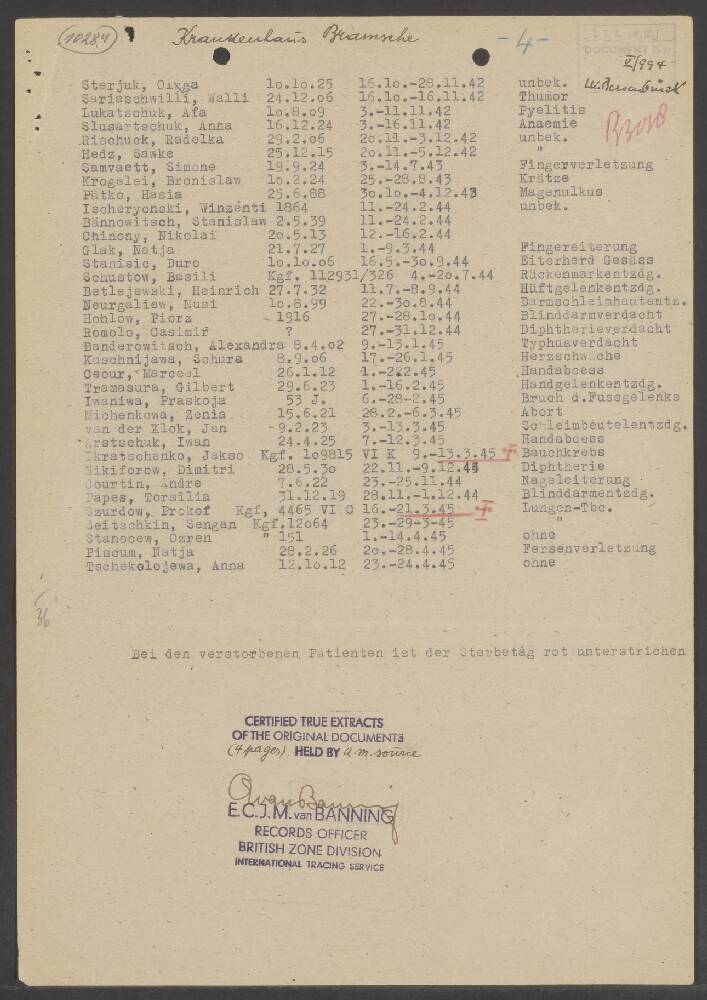 10284 Krankenhaus Bramsche -4-
I.T.S. DOCUMENT
V/994
Sterjuk, Olxga 1o.1o.25 16.1o.-28.11.42 unbek.
Sariaschwilli, Walli 24.12.o6 16.1o.-16.11.42 Thumor
Lukatschuk, Afa 1o.8.o9 3.-11.11.42 Pyelitis
Slusartschuk, Anna 16.12.24 3.-16.11.42 Anaemie
Rischuck, Radelka 29.2.o6 2o.11.-3.12.42 unbek.
Hedz, Sawke 25.12.15 2o.11.-5.12.42 "
Samvaett, Simone 19.9.24 3.-14.7.43 Fingerverletzung
Krogelei, Bronislaw 1o.2.24 25.-28.8.43 Krätze
Pätko, Hasia 25.6.88 3o.1o.-4.12.43 Magenulkus
Ischeryonski, Winzenti 1864 11.-24.2.44 unbek.
Bännowitsch, Stanislaw 2.5.39 11.-24.2.44
Chinony, Nikolai 2o.5.13 12.-16.2.44
Glak, Natja 21.7.27 1.-9.3.44 Fingereiterung
Stanisic, Duro 1o.1o.o6 16.5.-3o.9.44 Eiterherd Gesäss
Schustow, Basili Kgf. 112931/326 4.-2o.7.44 Rückenmarkentzdg.
Betlejewski, Heinrich 27.7.32 11.7.-8.9.44 Hüftgelenkentzdg.
Neurgaliew, Musi 1o.8.99 22.-3o.8.44 Darmschleimhautentz.
Hohlow, Piorz - 1916 27.-28.1o.44 Blinddarmverdacht
Romolo, Casimir ? 27.-31.12.44 Diphtherieverdacht
Banderowitsch, Alexandra 8.4.o2 9.-13.1.45 Typhusverdacht
Kuschnijawa, Schura 8.9.o6 17.-26.1.45 Herzschwäche
Ceour, Marceel 26.1.12 1.-222.45 Handabcess
Tramasura, Gilbert 29.6.23 1.-16.2.45 Handgelenkentzdg.
Iwaniwa, Praskoja 53 J. 6.-28-2.45 Bruch d.Fussgelenks
Michenkowa, Zenia 15.6.21 28.2.-6.3.45 Abort
van der Klok, Jan 9.2.23 3.-13.3.45 Schleimbeutelentzdg.
Arstschuk, Iwan 24.4.25 7.-12.3.45 Handabcess
Ikratschenko, Jakso Kgf. 1o9815 VI K 9.-13.3.45 + Bauchkrebs
Nikiforow, Dimitri 28.5.3o 22.11.-9.12.44 Diphtherie
Courtin, Andre 7.6.22 23.-25.11.44 Nageleiterung
Papes, Torsilia 31.12.19 28.11.-1.12.44 Blinddarmentzdg.
Szurdow, Prokof Kgf, 4465 VI C 16.-21.3.45 + Lungen-Tbc.
Seitschkin, Sengan Kgf.12o64 23.-29-3-45 "
Stanocew, Ozren " 151 1.-14.4.45 ohne
Piscum, Natja 28.2.26 2o.-28.4.45 Fersenverletzung
Tschekolojewa, Anna 12.1o.12 23.-24.4.45 ohne
36
Bei den verstorbenen Patienten ist der Sterbetag rot unterstrichen
CERTIFIED TRUE EXTRACTS
OF THE ORIGINAL DOCUMENTS
(4 pages). HELD BY a.m. source
E.C.J.M. van BANNING
RECORDS OFFICER
BRITISH ZONE DIVISION
INTERNATIONAL TRACING SERVICE